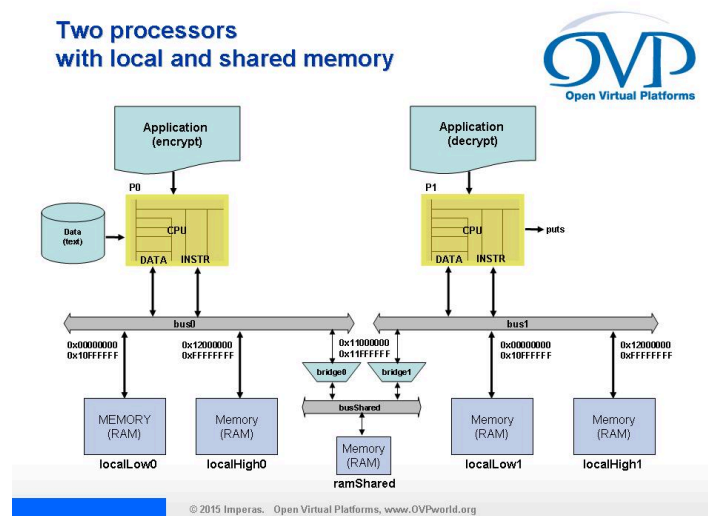 Two processors
with local and shared memory
OVP
Open Virtual Platforms
Application
(encrypt)
Application
(decrypt)
P0
P1
Data
(text)
CPU
DATA INSTR
CPU
DATA INSTR
puts
bus0
bus1
0x00000000
0x10FFFFFF
0x12000000
0xFFFFFFFF
0x11000000
0x11FFFFFF
0x00000000
0x10FFFFFF
0x12000000
0xFFFFFFFF
bridge0
bridge1
busShared
MEMORY
(RAM)
localLow0
Memory
(RAM)
localHigh0
Memory
(RAM)
ramShared
Memory
(RAM)
localLow1
Memory
(RAM)
localHigh1
© 2015 Imperas. Open Virtual Platforms, www.OVPworld.org